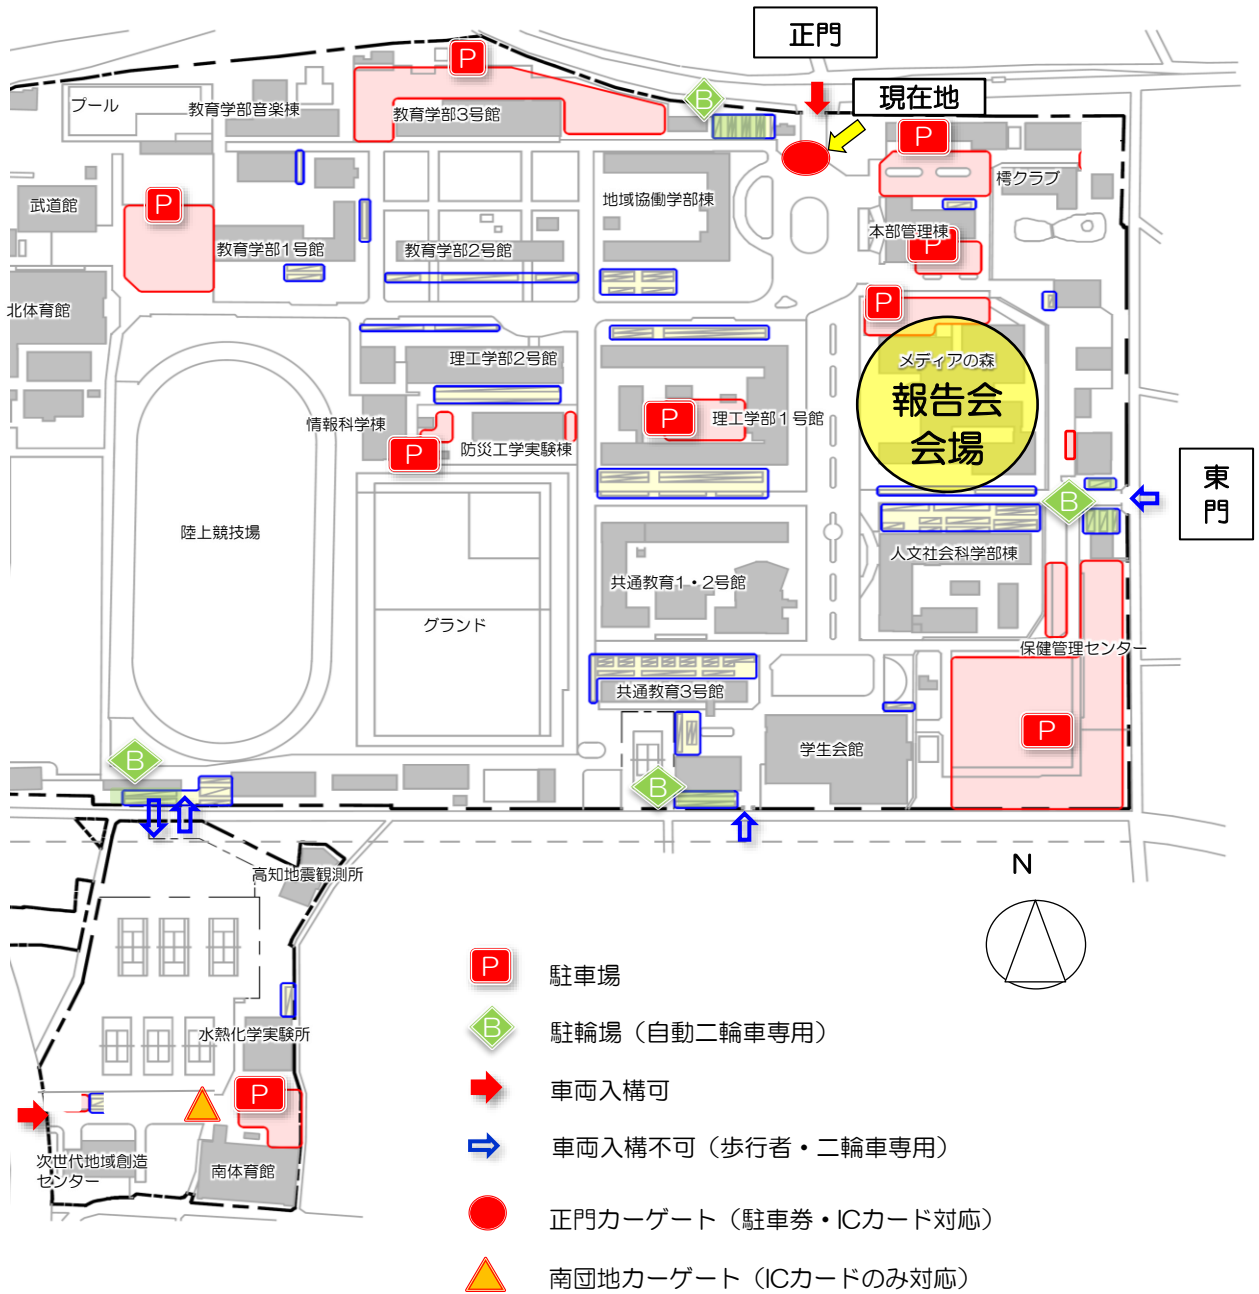 正門
P
現在地
B
プール
教育学部音楽棟
教育学部3号館
P
樗クラブ
武道館
P
地域協働学部棟
本部管理棟
P
教育学部1号館
教育学部2号館
北体育館
P
理工学部2号館
メディアの森
報告会
会場
情報科学棟
P
防災工学実験棟
P
理工学部1号館
東
門
B
陸上競技場
人文社会科学部棟
共通教育1・2号館
グランド
保健管理センター
共通教育3号館
P
学生会館
B
B
高知地震観測所
N
P 駐車場
B 駐輪場（自動二輪車専用）
水熱化学実験所
車両入構可
P
車両入構不可（歩行者・二輪車専用）
次世代地域創造
センター
南体育館
正門カーゲート（駐車券・ICカード対応）
南団地カーゲート（ICカードのみ対応）